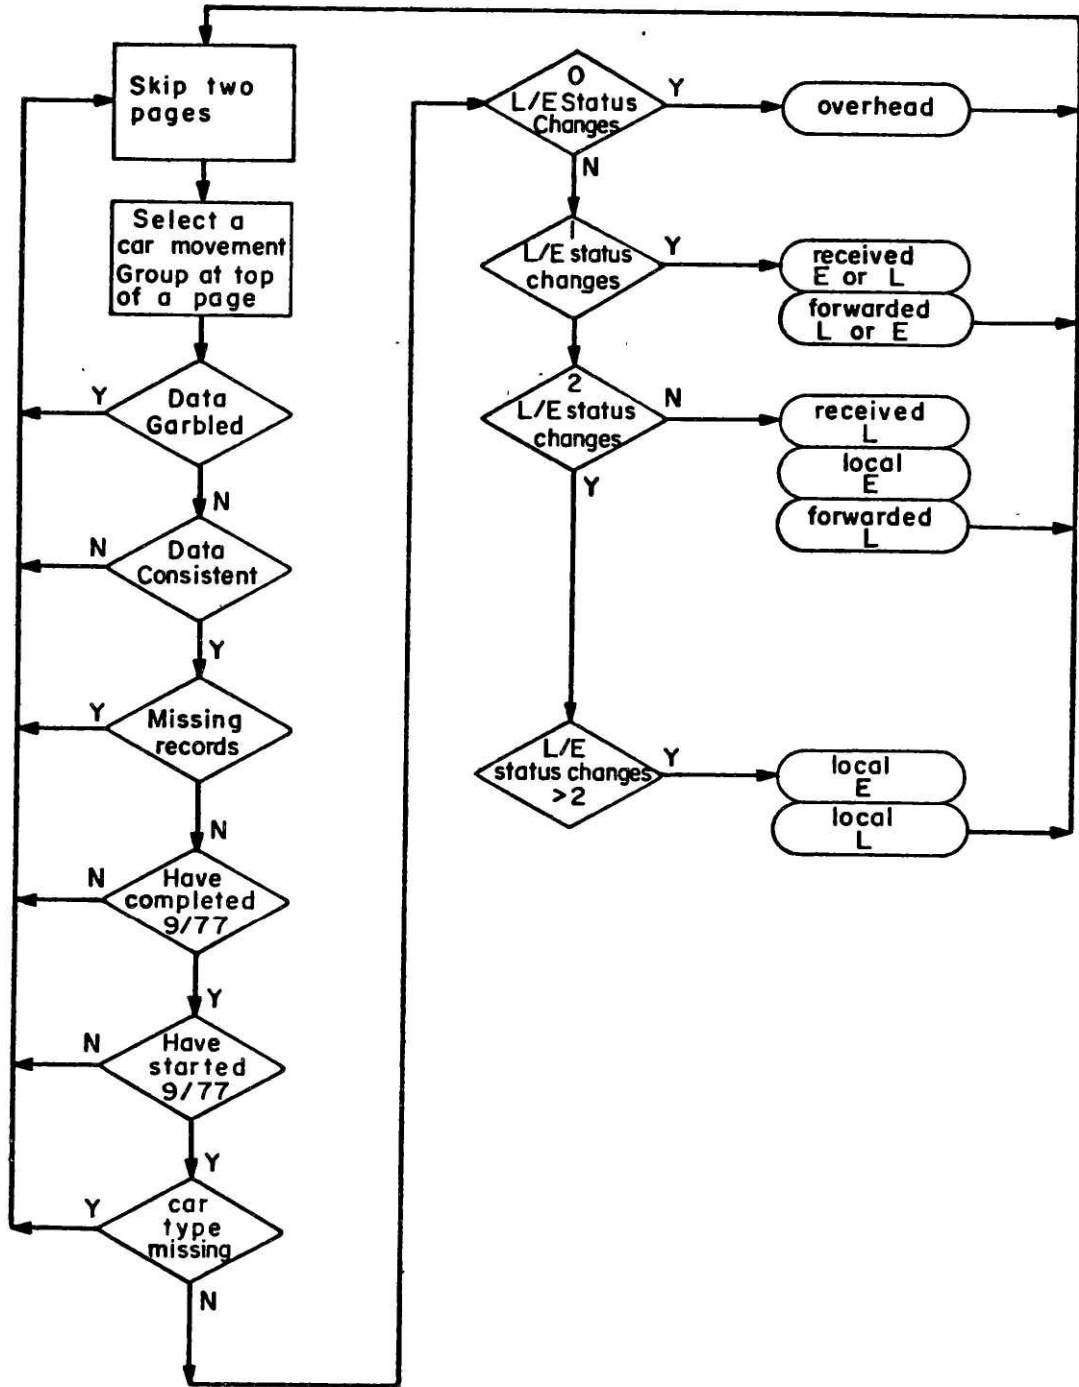 Skip two
pages
Select a
car movement
Group at top
of a page
Data
Garbled
Y
N
Data
Consistent
N
Y
Missing
records
Y
N
Have
completed
9/77
N
Y
Have
started
9/77
N
Y
car
type
missing
Y
N
0
L/E Status
Changes
Y
N
overhead
1
L/E status
changes
Y
received
E or L
forwarded
L or E
2
L/E status
changes
N
Y
received
L
local
E
forwarded
L
L/E
status changes
>2
Y
local
E
local
L